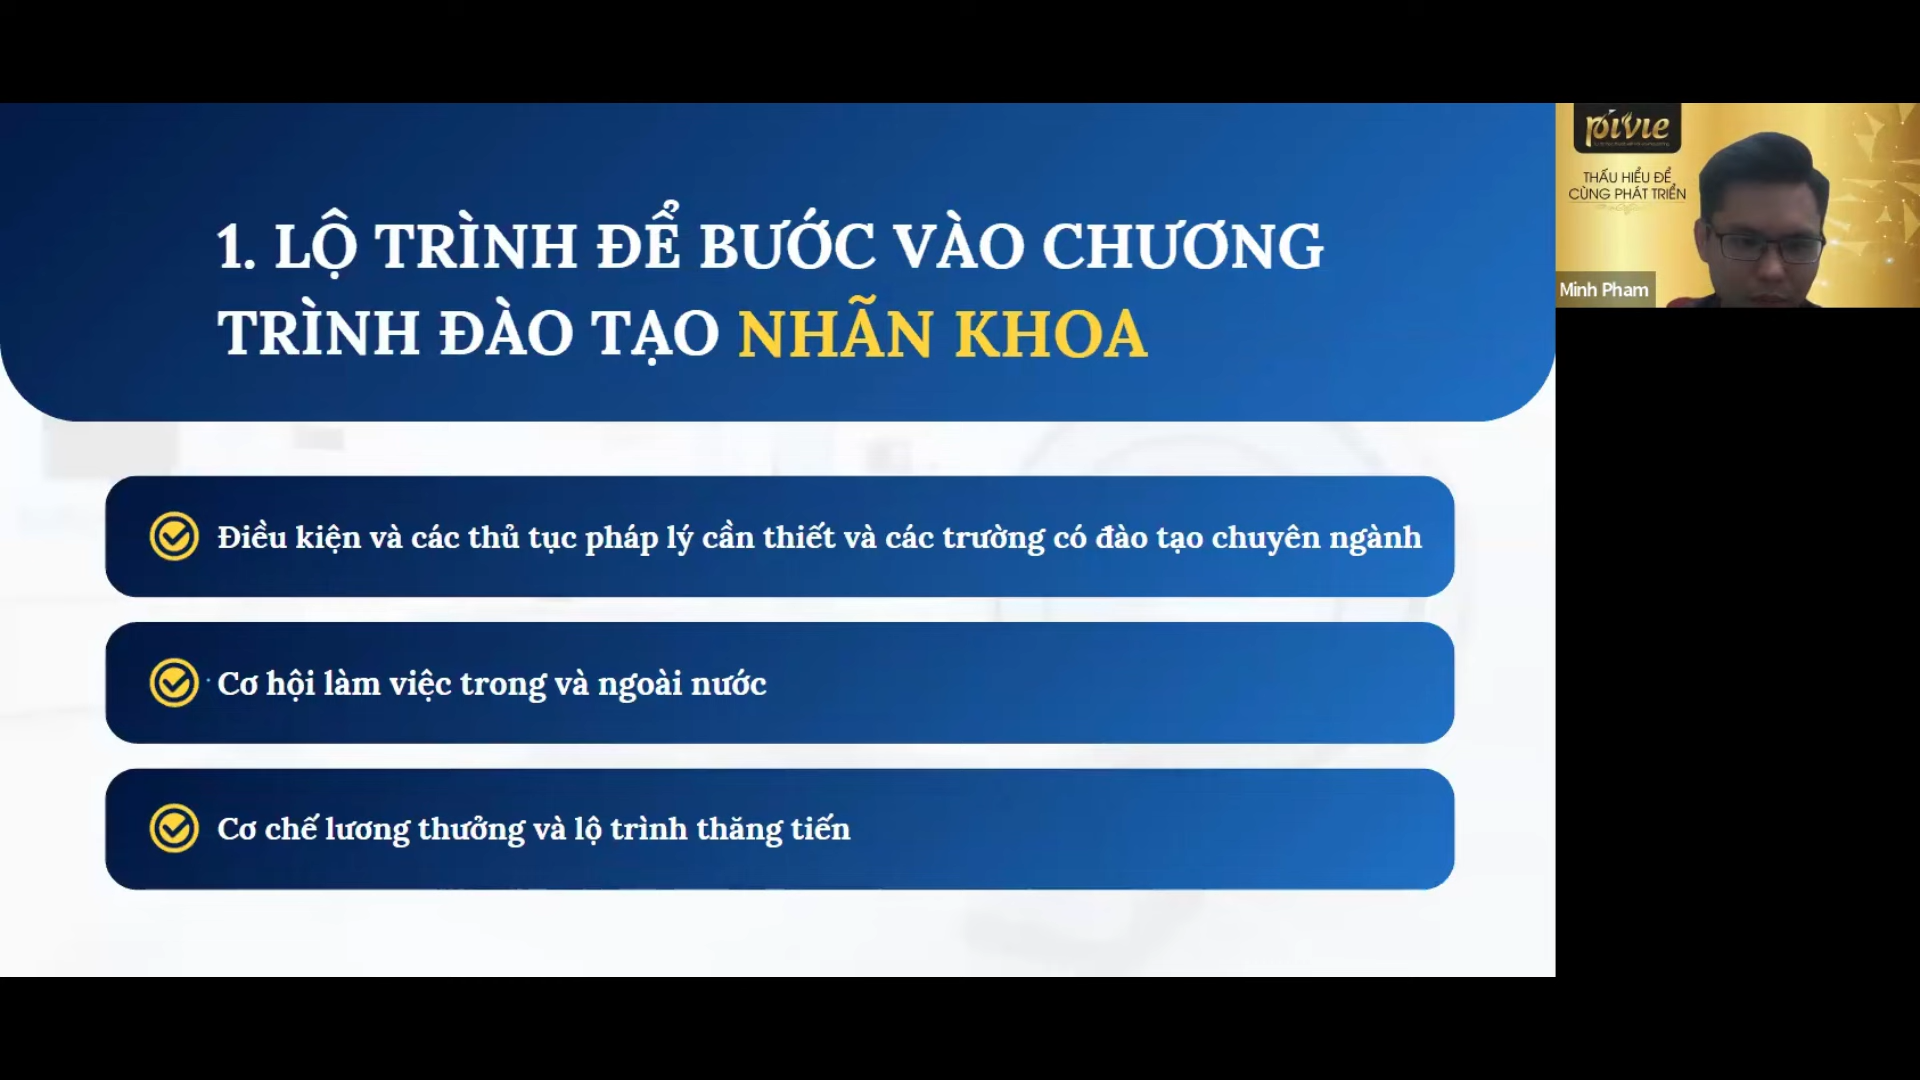 1. LỘ TRÌNH ĐỂ BƯỚC VÀO CHƯƠNG
TRÌNH ĐÀO TẠO NHÃN KHOA
Điều kiện và các thủ tục pháp lý cần thiết và các trường có đào tạo chuyên ngành
Cơ hội làm việc trong và ngoài nước
Cơ chế lương thưởng và lộ trình thăng tiến
pivie
THẤU HIỂU ĐỂ
CÙNG PHÁT TRIỂN
Minh Pham